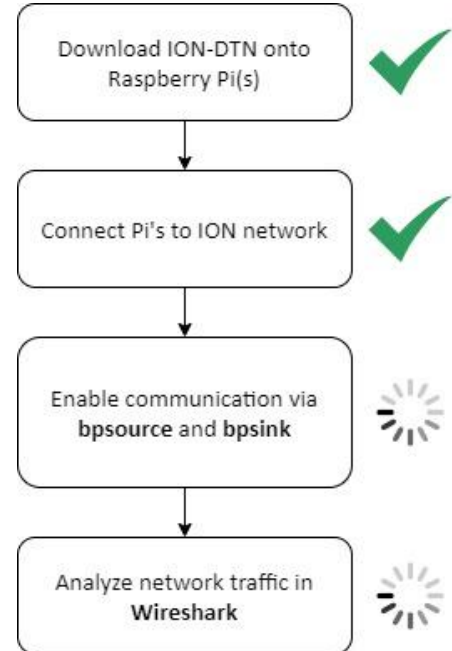 Download ION-DTN onto
Raspberry Pi(s)
Connect Pi's to ION network
Enable communication via
bpsource and bpsink
Analyze network traffic in
Wireshark